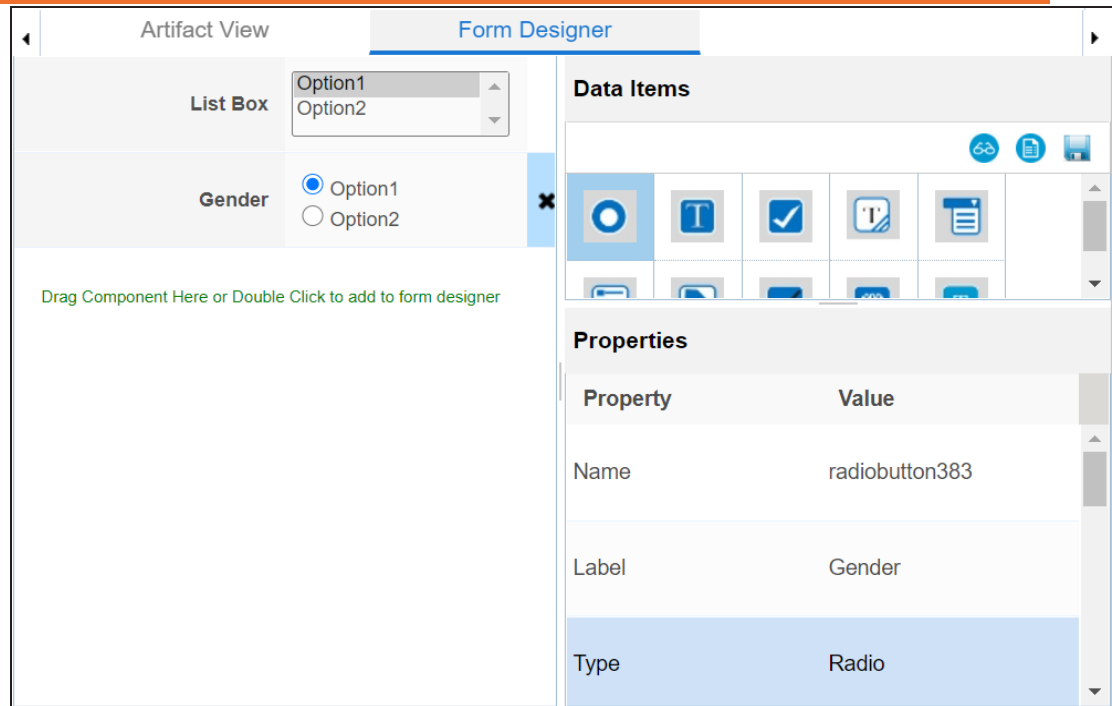 Artifact View
Form Designer
List Box
Option1
Option2
Gender
Option1
Option2
Drag Component Here or Double Click to add to form designer
Data Items
T
T
Properties
Property Value
Name radiobutton383
Label Gender
Type Radio